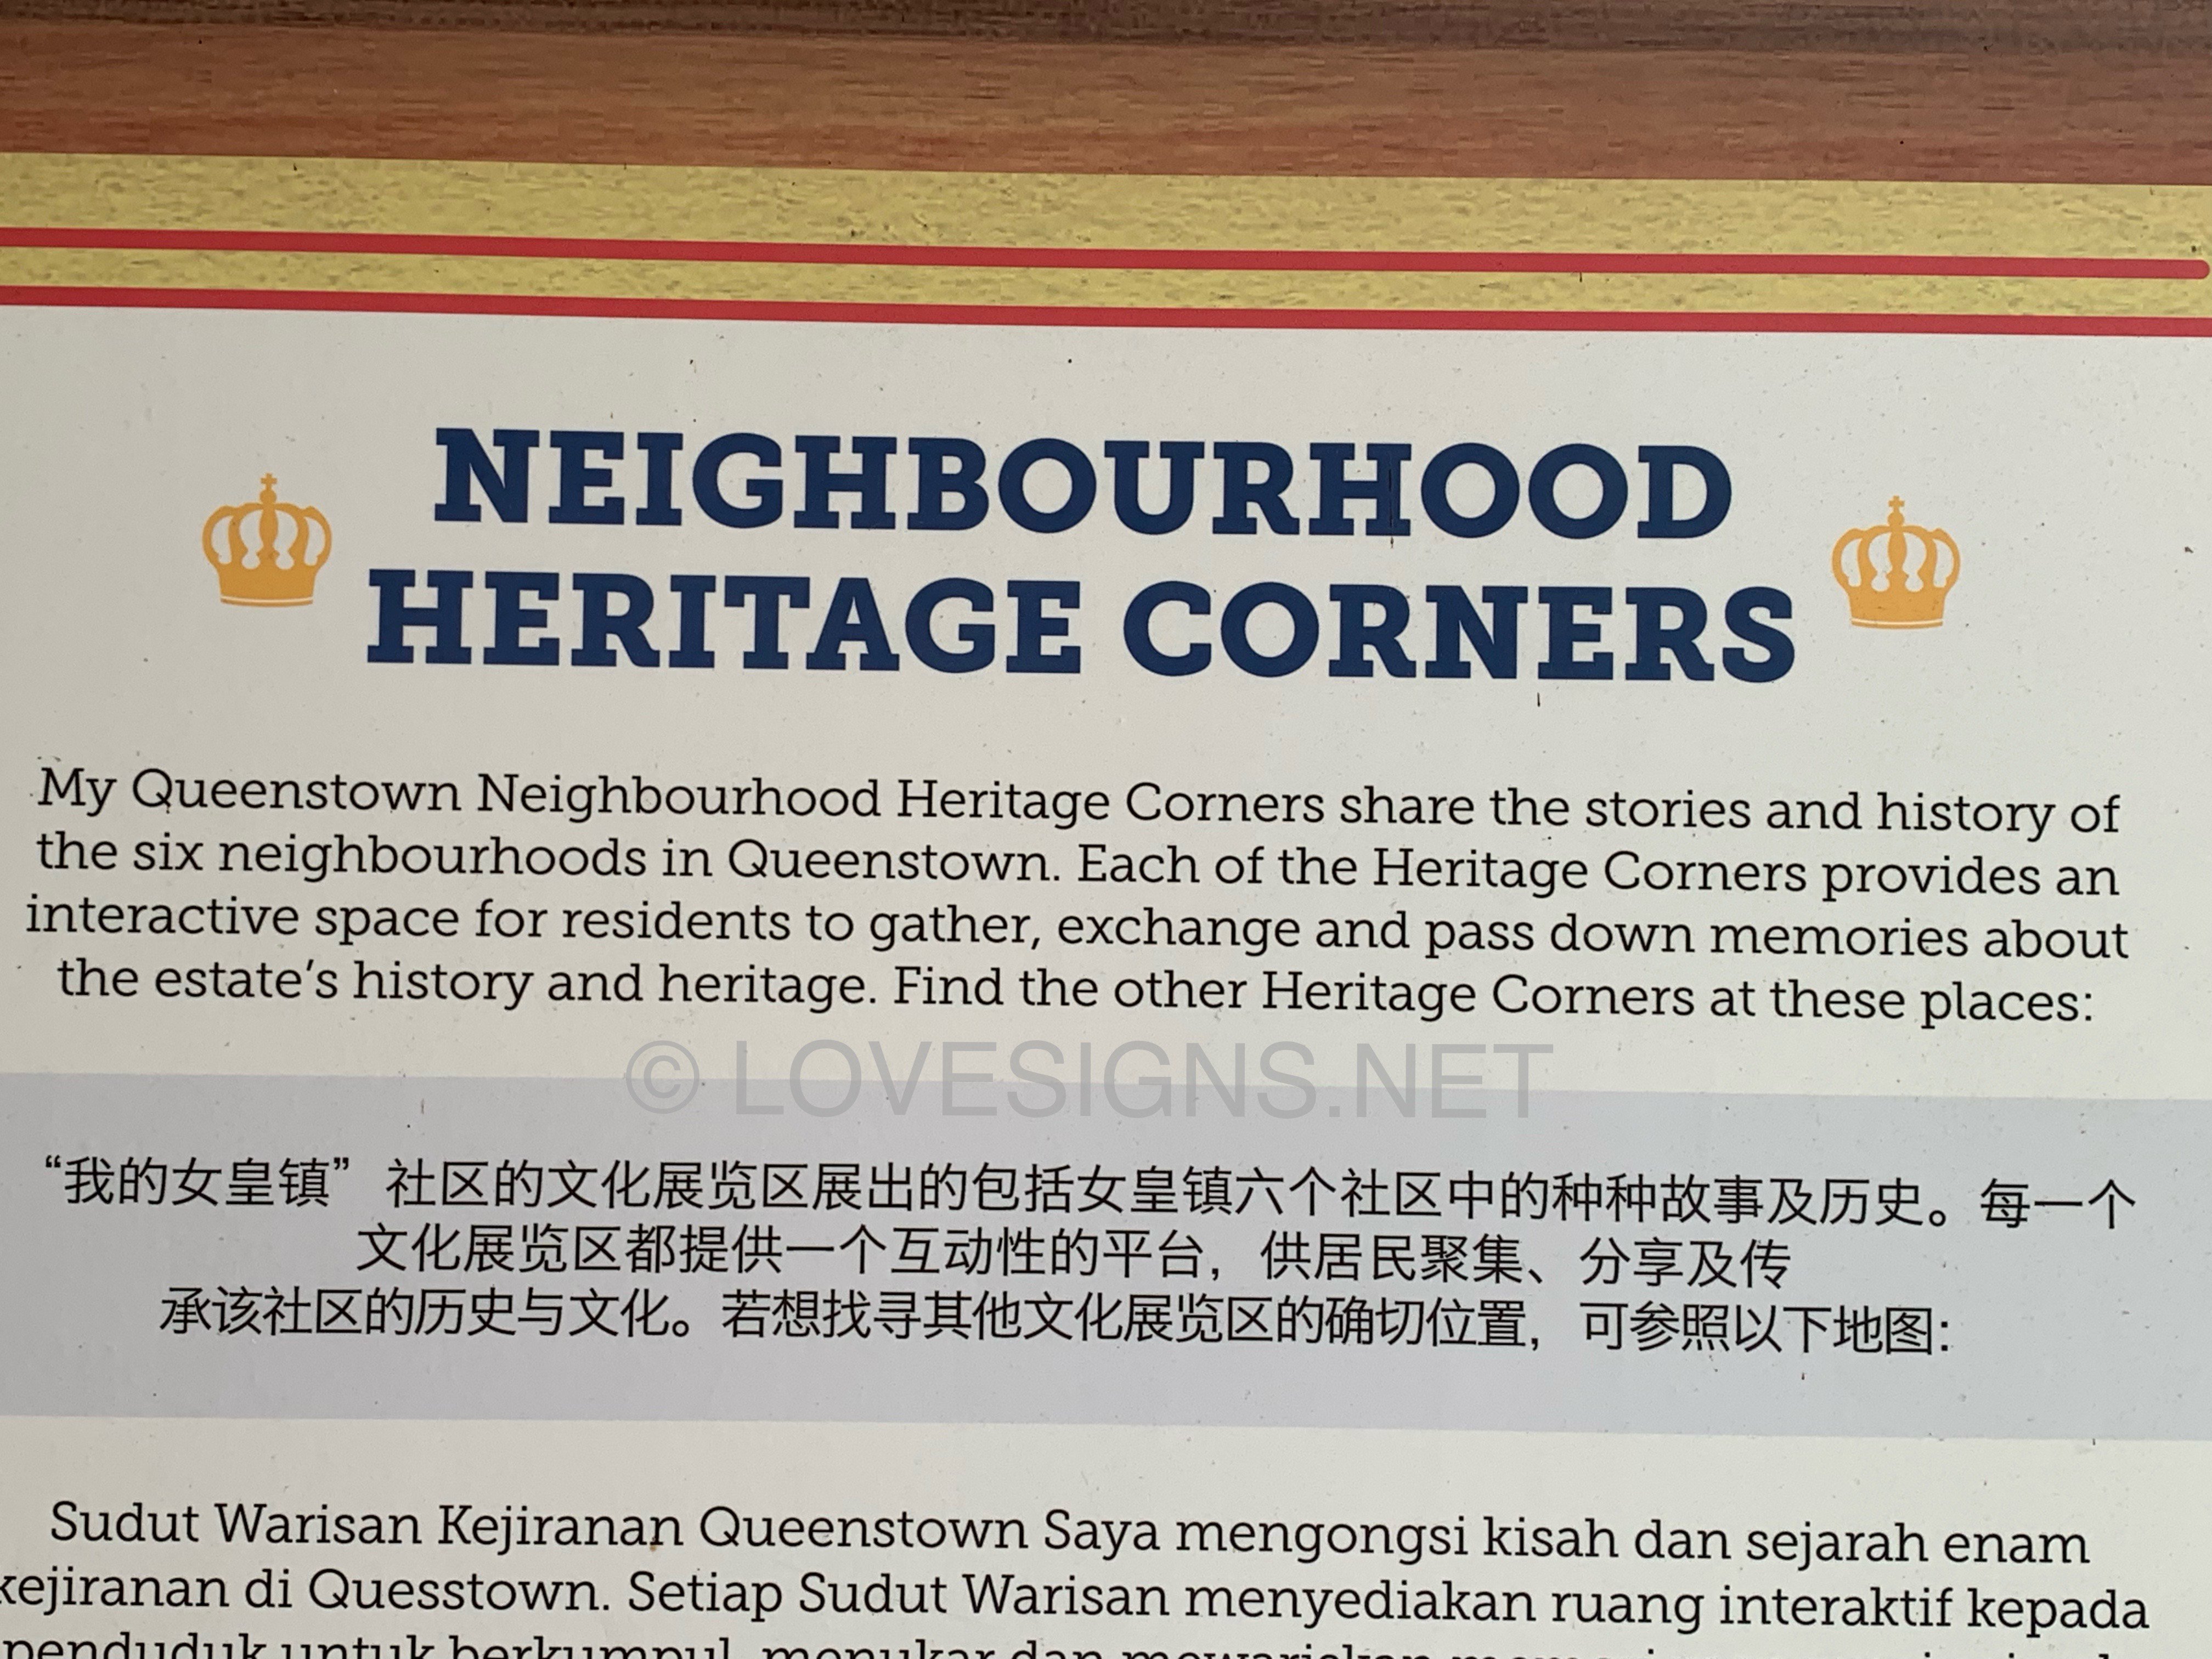 NEIGHBOURHOOD
HERITAGE CORNERS
My Queenstown Neighbourhood Heritage Corners share the stories and history of
the six neighbourhoods in Queenstown. Each of the Heritage Corners provides an
interactive space for residents to gather, exchange and pass down memories about
the estate’s history and heritage. Find the other Heritage Corners at these places:
© LOVESIGNS.NET
“我的女皇镇” 社区的文化展览区展出的包括女皇镇六个社区中的种种故事及历史。每一个
文化展览区都提供一个互动性的平台，供居民聚集、分享及传
承该社区的历史与文化。若想找寻其他文化展览区的确切位置，可参照以下地图：
Sudut Warisan Kejiranan Queenstown Saya mengongsi kisah dan sejarah enam
kejiranan di Quesstown. Setiap Sudut Warisan menyediakan ruang interaktif kepada
penduduk untuk berkumpul, menukar dan mewariskan